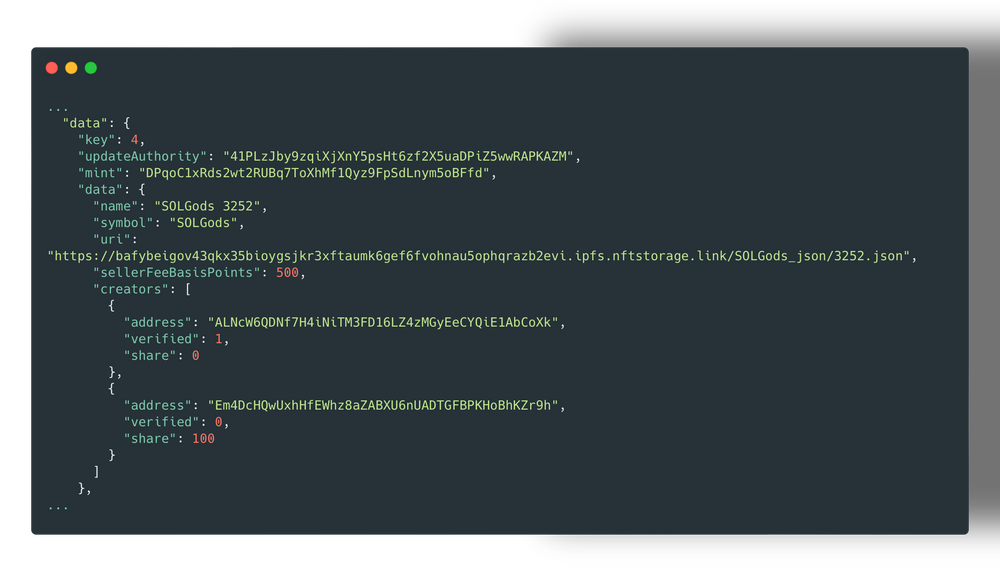 ...
"data": {
"key": 4,
"updateAuthority": "41PLzJby9zqiXjXnY5psHt6zf2X5uaDPiZ5wwRAPKAZM",
"mint": "DPqoC1xRds2wt2RUBq7ToXhMf1Qyz9FpSdLnym5oBFfd",
"data": {
"name": "SOLGods 3252",
"symbol": "SOLGods",
"uri":
"https://bafybeigov43qkx35bioygsjkr3xftaumk6gef6fvohnau5ophqrazb2evi.ipfs.nftstorage.link/SOLGods_json/3252.json",
"sellerFeeBasisPoints": 500,
"creators": [
{
"address": "ALNcW6QDNf7H4iNiTM3FD16LZ4zMGyEeCYQiE1AbCoXk",
"verified": 1,
"share": 0
},
{
"address": "Em4DcHQwUxhHfEWhz8aZABXU6nUADTGFBPKHoBhKZr9h",
"verified": 0,
"share": 100
}
]
},
...